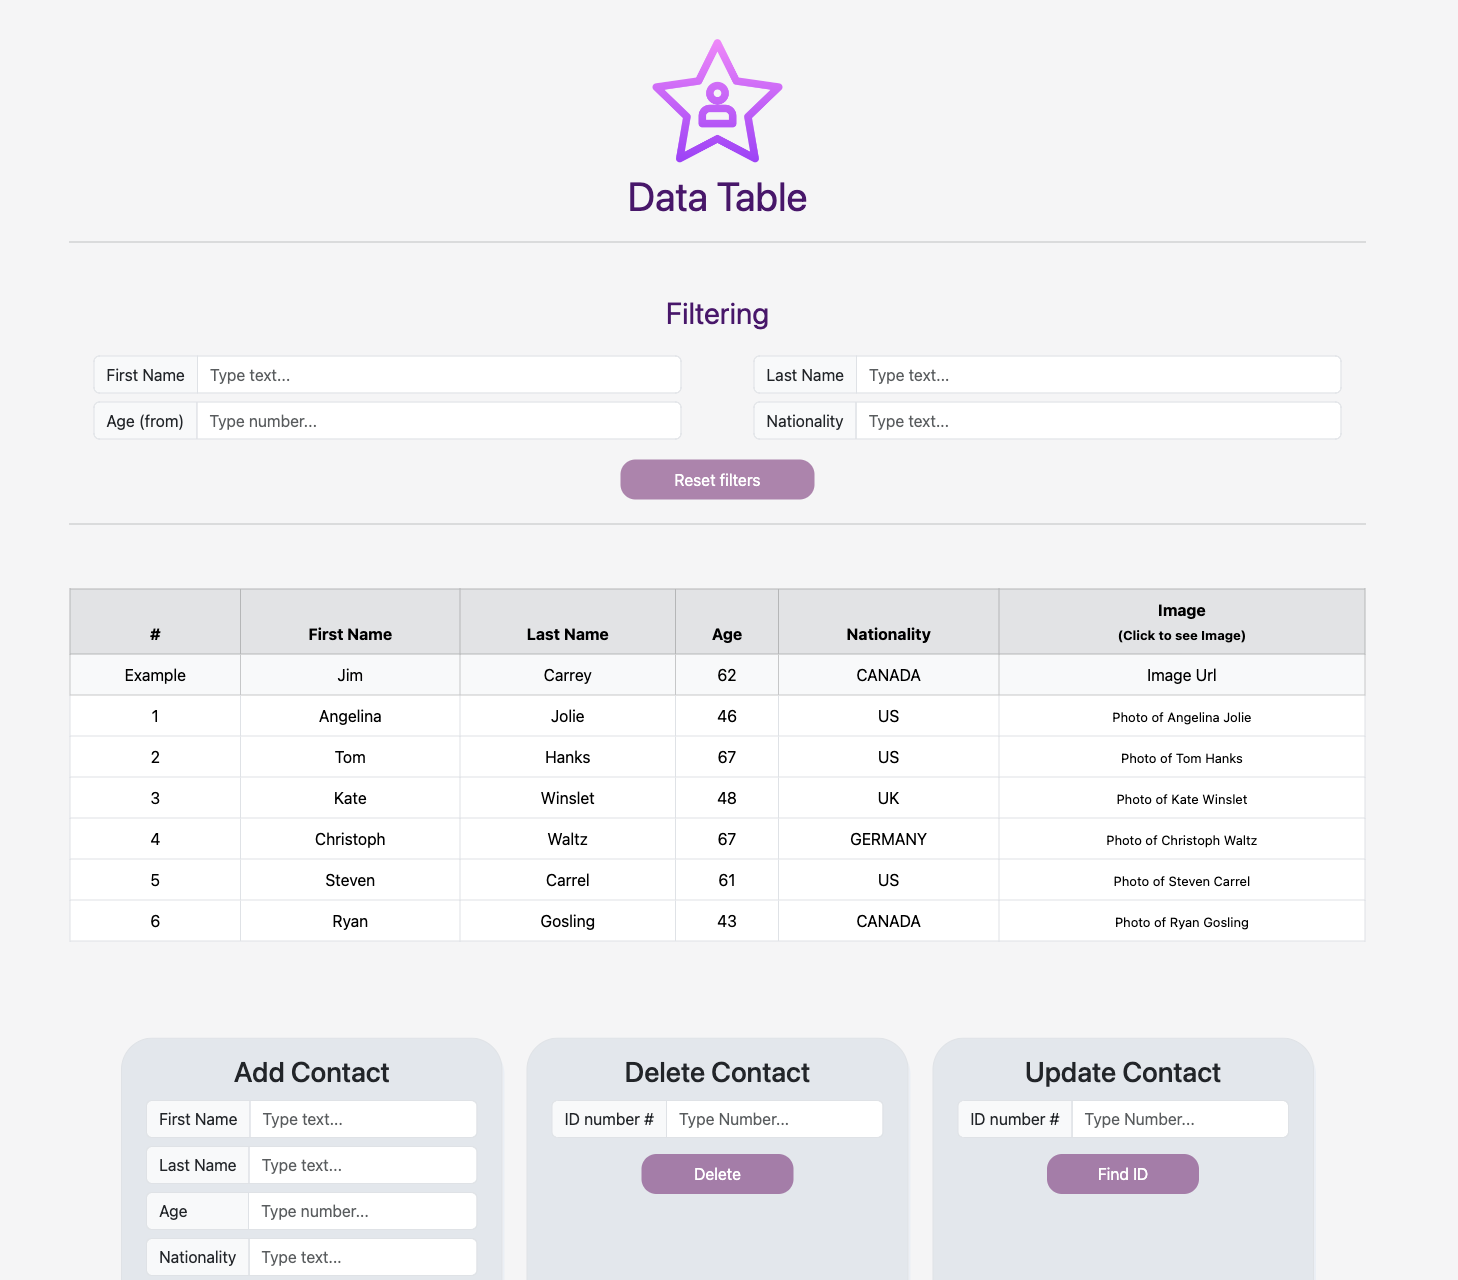 Data Table
Filtering
First Name Type text... Last Name Type text...
Age (from) Type number... Nationality Type text...
Reset filters
# First Name Last Name Age Nationality Image
(Click to see Image)
Example Jim Carrey 62 CANADA Image Url
1 Angelina Jolie 46 US Photo of Angelina Jolie
2 Tom Hanks 67 US Photo of Tom Hanks
3 Kate Winslet 48 UK Photo of Kate Winslet
4 Christoph Waltz 67 GERMANY Photo of Christoph Waltz
5 Steven Carrel 61 US Photo of Steven Carrel
6 Ryan Gosling 43 CANADA Photo of Ryan Gosling
Add Contact
First Name Type text...
Last Name Type text...
Age Type number...
Nationality Type text...
Delete Contact
ID number # Type Number...
Delete
Update Contact
ID number # Type Number...
Find ID